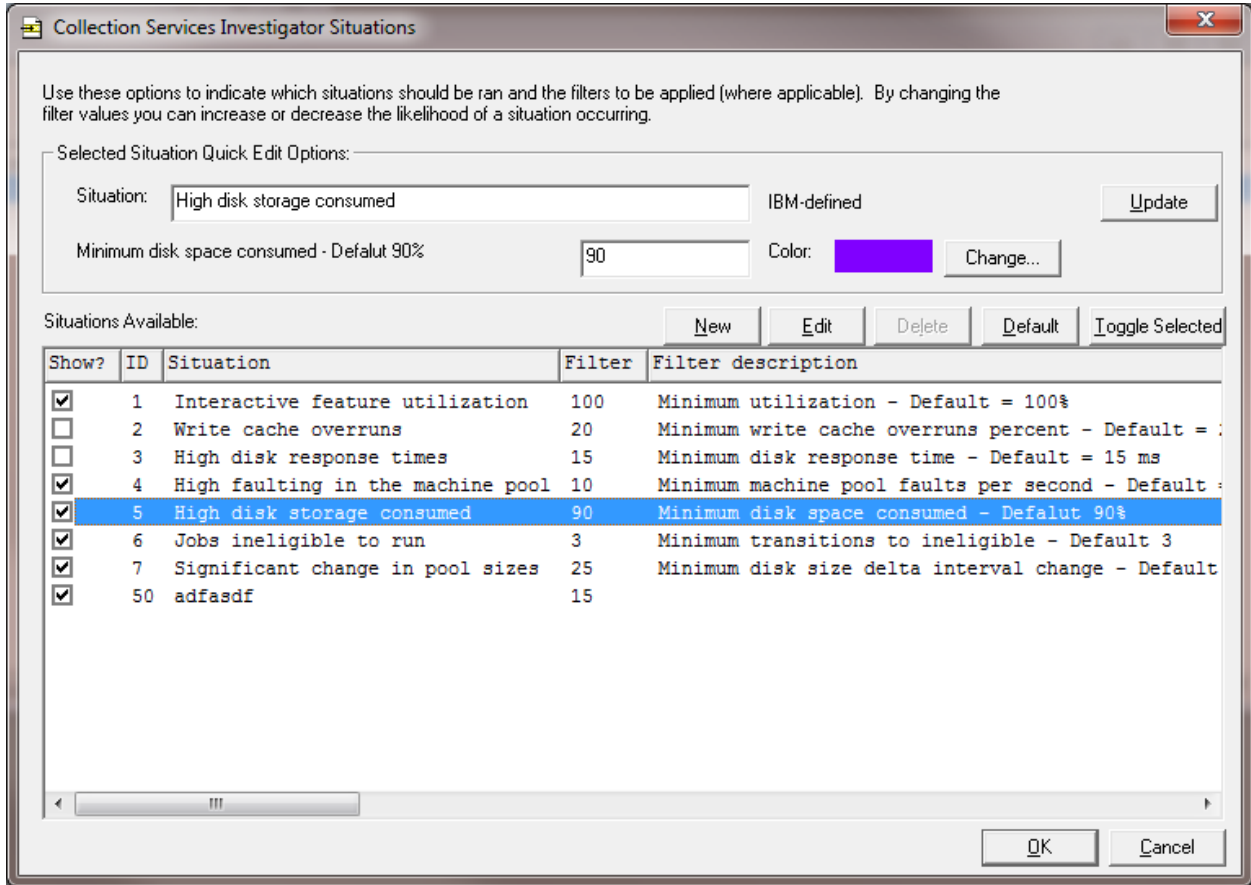 Collection Services Investigator Situations
Use these options to indicate which situations should be ran and the filters to be applied (where applicable). By changing the
filter values you can increase or decrease the likelihood of a situation occurring.
Selected Situation Quick Edit Options:
Situation: High disk storage consumed IBM-defined Update
Minimum disk space consumed - Defalut 90% 90 Color: Change...
Situations Available: New Edit Delete Default Toggle Selected
Show? ID Situation Filter Filter description
1 Interactive feature utilization 100 Minimum utilization - Default = 100%
2 Write cache overruns 20 Minimum write cache overruns percent - Default =
3 High disk response times 15 Minimum disk response time - Default = 15 ms
4 High faulting in the machine pool 10 Minimum machine pool faults per second - Default =
5 High disk storage consumed 90 Minimum disk space consumed - Defalut 90%
6 Jobs ineligible to run 3 Minimum transitions to ineligible - Default 3
7 Significant change in pool sizes 25 Minimum disk size delta interval change - Default
50 adfasdf 15
OK Cancel